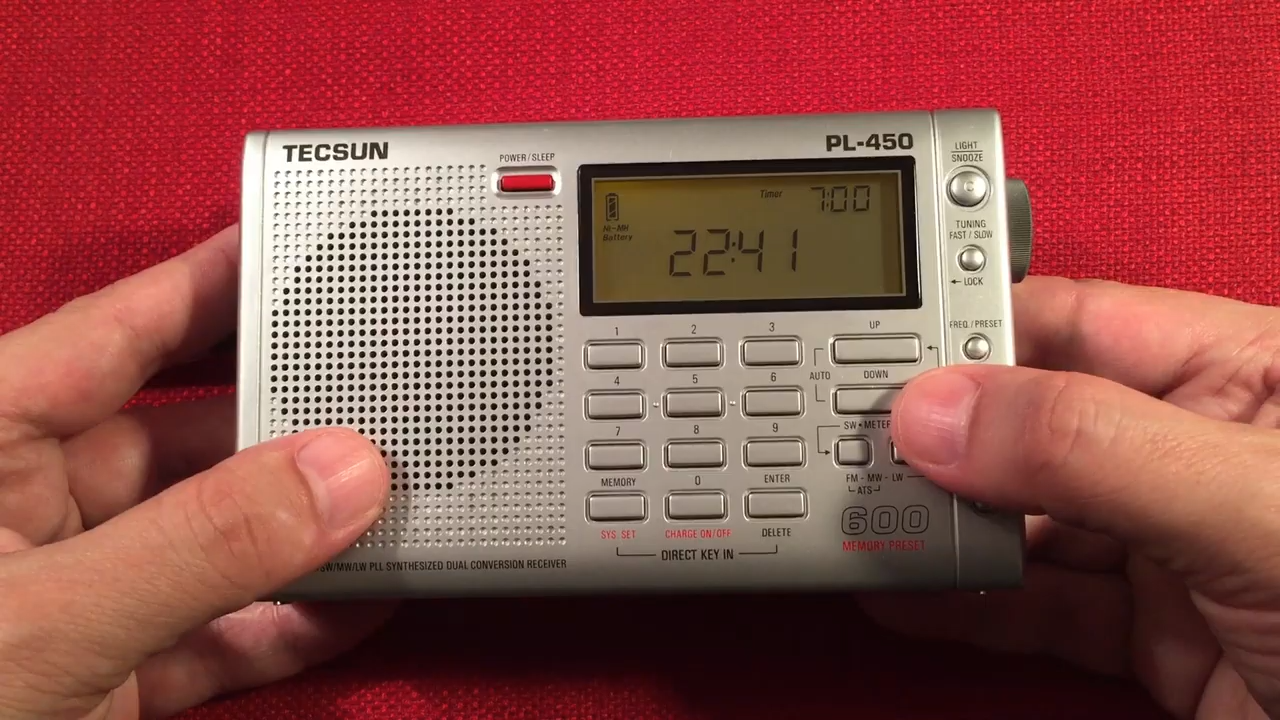 TECSUN
POWER/SLEEP
PL-450
LIGHT
SNOOZE
Timer 7:00
Ni-MH
Battery
22:41
TUNING
FAST / SLOW
LOCK
FREQ./PRESET
1 2 3 UP
AUTO
4 5 6 DOWN
7 8 9 SW-METER
MEMORY 0 ENTER FM - MW - LW
ATS
SYS. SET CHARGE ON/OFF DELETE
DIRECT KEY IN
600
MEMORY PRESET
SW/MW/LW PLL SYNTHESIZED DUAL CONVERSION RECEIVER